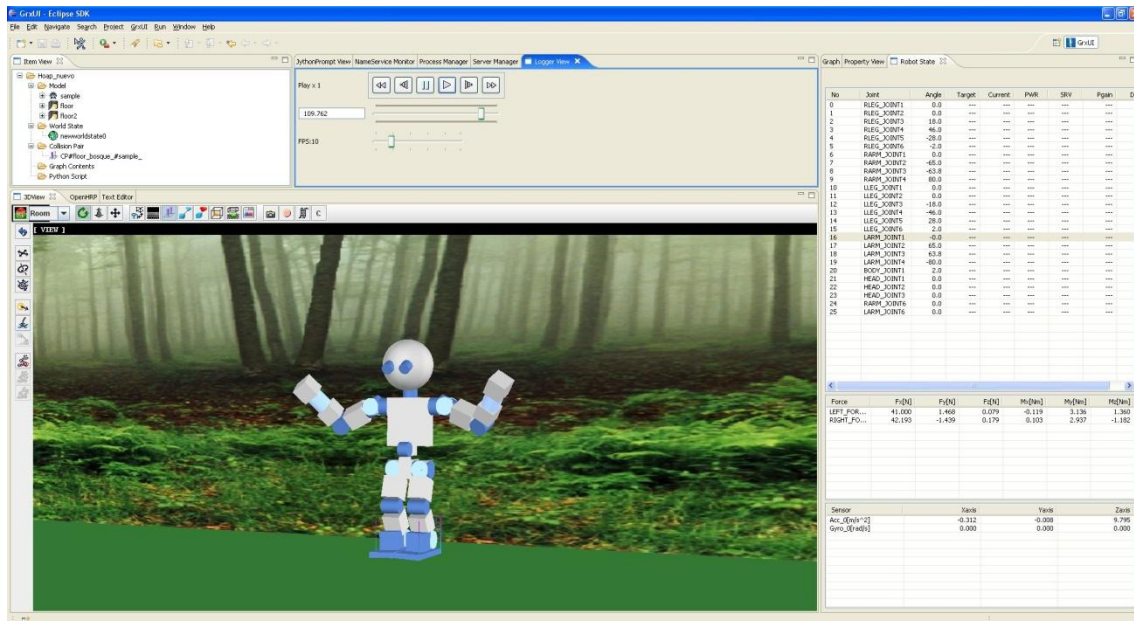 GrxUI - Eclipse SDK
File Edit Navigate Search Project GrxUI Run Window Help
GrxUI
Item View
Hoap_nuevo
Model
sample
floor
floor2
World State
newworldstate0
Collision Pair
CP#floor_bosque_#sample_
Graph Contents
Python Script
JythonPrompt View NameService Monitor Process Manager Server Manager Logger View
Play x 1
109.762
FPS:10
3DView OpenHRP Text Editor
Room
C
[ VIEW ]
Graph Property View Robot State
No Joint Angle Target Current PWR SRV Pgain D
0 RLEG_JOINT1 0.0 --- --- --- --- ---
1 RLEG_JOINT2 0.0 --- --- --- --- ---
2 RLEG_JOINT3 18.0 --- --- --- --- ---
3 RLEG_JOINT4 46.0 --- --- --- --- ---
4 RLEG_JOINT5 -28.0 --- --- --- --- ---
5 RLEG_JOINT6 -2.0 --- --- --- --- ---
6 RARM_JOINT1 0.0 --- --- --- --- ---
7 RARM_JOINT2 -65.0 --- --- --- --- ---
8 RARM_JOINT3 -63.8 --- --- --- --- ---
9 RARM_JOINT4 80.0 --- --- --- --- ---
10 LLEG_JOINT1 0.0 --- --- --- --- ---
11 LLEG_JOINT2 0.0 --- --- --- --- ---
12 LLEG_JOINT3 -18.0 --- --- --- --- ---
13 LLEG_JOINT4 -46.0 --- --- --- --- ---
14 LLEG_JOINT5 28.0 --- --- --- --- ---
15 LLEG_JOINT6 2.0 --- --- --- --- ---
16 LARM_JOINT1 -0.0 --- --- --- --- ---
17 LARM_JOINT2 65.0 --- --- --- --- ---
18 LARM_JOINT3 63.8 --- --- --- --- ---
19 LARM_JOINT4 -80.0 --- --- --- --- ---
20 BODY_JOINT1 2.0 --- --- --- --- ---
21 HEAD_JOINT1 0.0 --- --- --- --- ---
22 HEAD_JOINT2 0.0 --- --- --- --- ---
23 HEAD_JOINT3 0.0 --- --- --- --- ---
24 RARM_JOINT6 0.0 --- --- --- --- ---
25 LARM_JOINT6 0.0 --- --- --- --- ---
Force Fx[N] Fy[N] Fz[N] Mx[Nm] My[Nm] Mz[Nm]
LEFT_FOR... 41.000 1.468 0.079 -0.119 3.136 1.360
RIGHT_FO... 42.193 -1.439 0.179 0.103 2.937 -1.182
Sensor Xaxis Yaxis Zaxis
Acc_0[m/s^2] -0.312 -0.008 9.795
Gyro_0[rad/s] 0.000 0.000 0.000